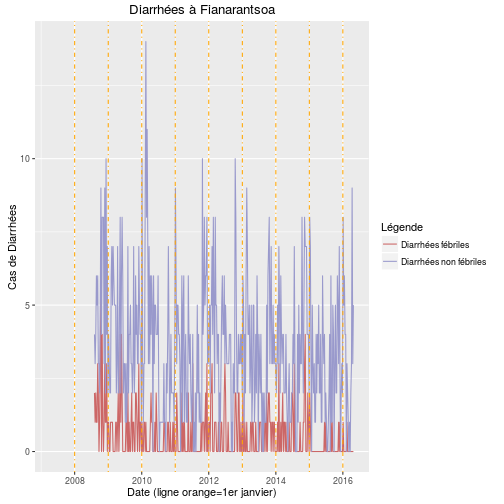 Diarrhées à Fianarantsoa
Cas de Diarrhées
10
5
0
2008
2010
2012
2014
2016
Date (ligne orange=1er janvier)
Légende
Diarrhées fébriles
Diarrhées non fébriles